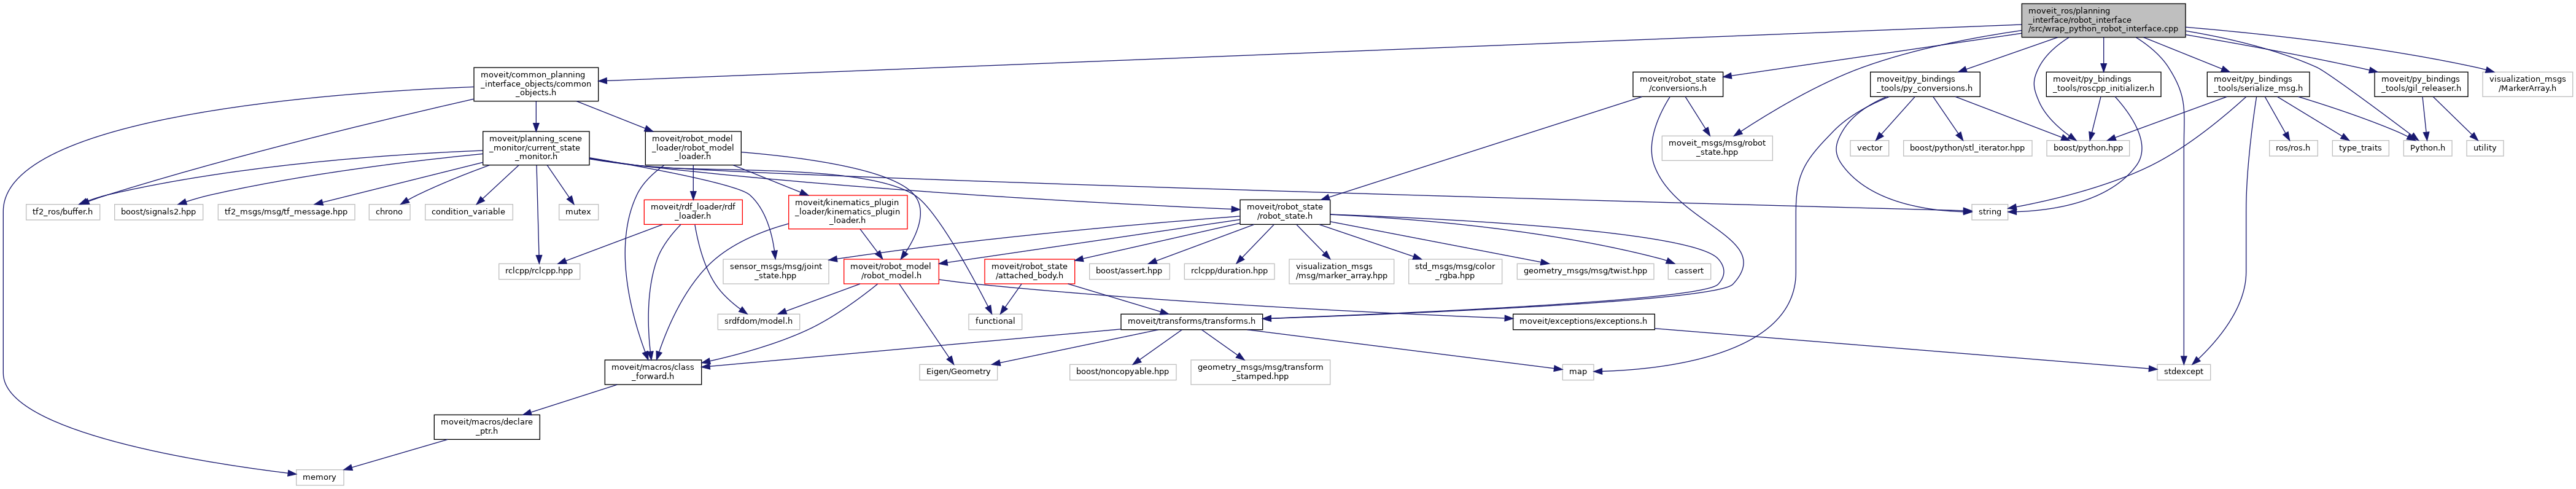 moveit_ros/planning
_interface/robot_interface
/src/wrap_python_robot_interface.cpp
moveit/common_planning
_interface_objects/common
_objects.h
moveit/robot_state
/conversions.h
moveit/py_bindings
_tools/py_conversions.h
moveit/py_bindings
_tools/roscpp_initializer.h
moveit/py_bindings
_tools/serialize_msg.h
moveit/py_bindings
_tools/gil_releaser.h
visualization_msgs
/MarkerArray.h
moveit/planning_scene
_monitor/current_state
_monitor.h
moveit/robot_model
_loader/robot_model
_loader.h
moveit_msgs/msg/robot
_state.hpp
vector
boost/python/stl_iterator.hpp
boost/python.hpp
ros/ros.h
type_traits
Python.h
utility
tf2_ros/buffer.h
boost/signals2.hpp
tf2_msgs/msg/tf_message.hpp
chrono
condition_variable
mutex
moveit/rdf_loader/rdf
_loader.h
moveit/kinematics_plugin
_loader/kinematics_plugin
_loader.h
moveit/robot_state
/robot_state.h
string
rclcpp/rclcpp.hpp
sensor_msgs/msg/joint
_state.hpp
moveit/robot_model
/robot_model.h
moveit/robot_state
/attached_body.h
boost/assert.hpp
rclcpp/duration.hpp
visualization_msgs
/msg/marker_array.hpp
std_msgs/msg/color
_rgba.hpp
geometry_msgs/msg/twist.hpp
cassert
srdfdom/model.h
functional
moveit/transforms/transforms.h
moveit/exceptions/exceptions.h
moveit/macros/class
_forward.h
Eigen/Geometry
boost/noncopyable.hpp
geometry_msgs/msg/transform
_stamped.hpp
map
stdexcept
moveit/macros/declare
_ptr.h
memory